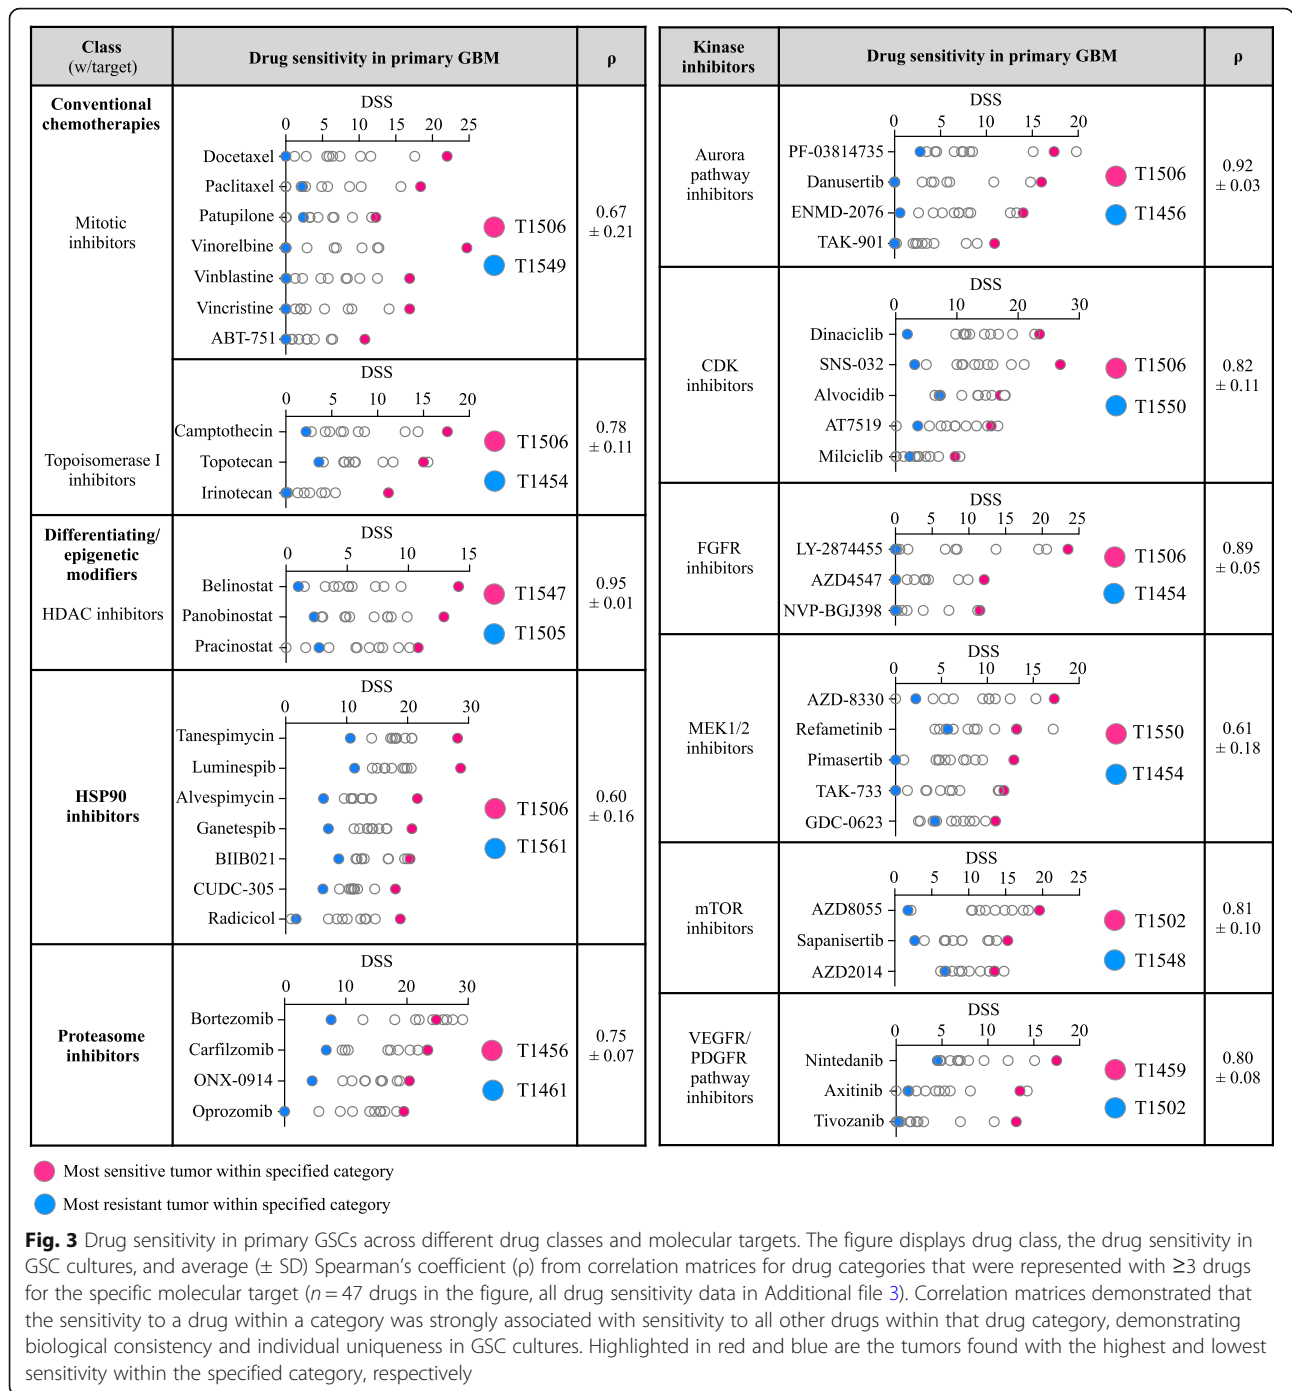 Class
(w/target)
Drug sensitivity in primary GBM
ρ
Conventional
chemotherapies
Mitotic
inhibitors
DSS
0 5 10 15 20 25
Docetaxel
Paclitaxel
Patupilone
Vinorelbine
Vinblastine
Vincristine
ABT-751
T1506
T1549
0.67
± 0.21
Topoisomerase I
inhibitors
DSS
0 5 10 15 20
Camptothecin
Topotecan
Irinotecan
T1506
T1454
0.78
± 0.11
Differentiating/
epigenetic
modifiers
HDAC inhibitors
DSS
0 5 10 15
Belinostat
Panobinostat
Pracinostat
T1547
T1505
0.95
± 0.01
HSP90
inhibitors
DSS
0 10 20 30
Tanespimycin
Luminespib
Alvespimycin
Ganetespib
BIIB021
CUDC-305
Radicicol
T1506
T1561
0.60
± 0.16
Proteasome
inhibitors
DSS
0 10 20 30
Bortezomib
Carfilzomib
ONX-0914
Oprozomib
T1456
T1461
0.75
± 0.07
Kinase
inhibitors
Drug sensitivity in primary GBM
ρ
Aurora
pathway
inhibitors
DSS
0 5 10 15 20
PF-03814735
Danusertib
ENMD-2076
TAK-901
T1506
T1456
0.92
± 0.03
CDK
inhibitors
DSS
0 10 20 30
Dinaciclib
SNS-032
Alvocidib
AT7519
Milciclib
T1506
T1550
0.82
± 0.11
FGFR
inhibitors
DSS
0 5 10 15 20 25
LY-2874455
AZD4547
NVP-BGJ398
T1506
T1454
0.89
± 0.05
MEK1/2
inhibitors
DSS
0 5 10 15 20
AZD-8330
Refametinib
Pimasertib
TAK-733
GDC-0623
T1550
T1454
0.61
± 0.18
mTOR
inhibitors
DSS
0 5 10 15 20 25
AZD8055
Sapanisertib
AZD2014
T1502
T1548
0.81
± 0.10
VEGFR/
PDGFR
pathway
inhibitors
DSS
0 5 10 15 20
Nintedanib
Axitinib
Tivozanib
T1459
T1502
0.80
± 0.08
Most sensitive tumor within specified category
Most resistant tumor within specified category
Fig. 3 Drug sensitivity in primary GSCs across different drug classes and molecular targets. The figure displays drug class, the drug sensitivity in
GSC cultures, and average (± SD) Spearman's coefficient (ρ) from correlation matrices for drug categories that were represented with ≥3 drugs
for the specific molecular target (n = 47 drugs in the figure, all drug sensitivity data in Additional file 3). Correlation matrices demonstrated that
the sensitivity to a drug within a category was strongly associated with sensitivity to all other drugs within that drug category, demonstrating
biological consistency and individual uniqueness in GSC cultures. Highlighted in red and blue are the tumors found with the highest and lowest
sensitivity within the specified category, respectively